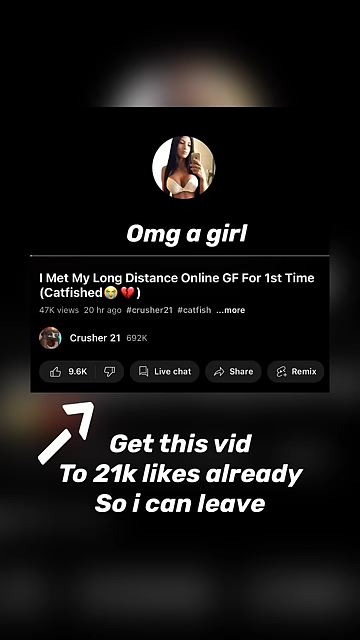 Omg a girl
I Met My Long Distance Online GF For 1st Time
(Catfished😭💔)
47K views 20 hr ago #crusher21 #catfish ...more
Crusher 21 692K
9.6K Live chat Share Remix
Get this vid
To 21k likes already
So i can leave